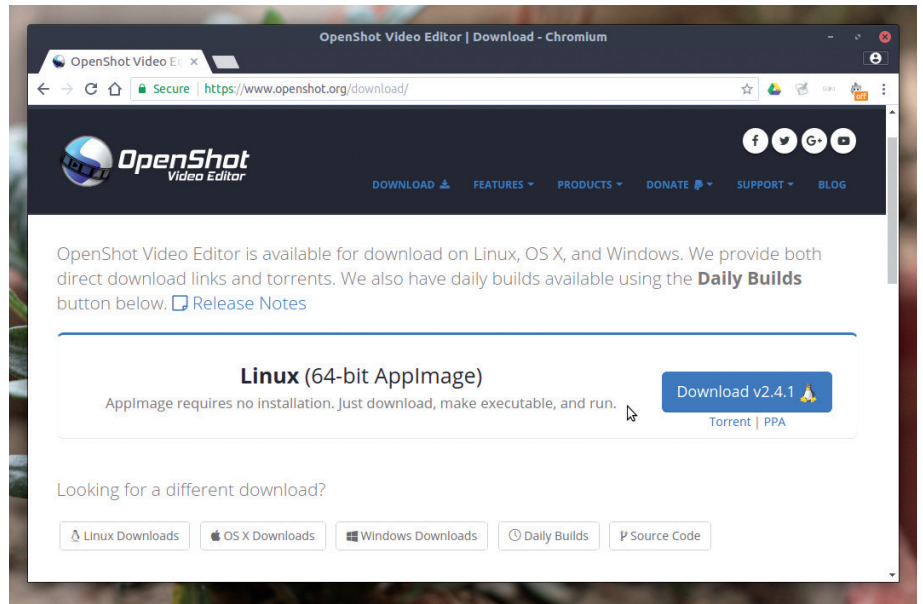 OpenShot Video Editor | Download - Chromium
OpenShot Video Ed
Secure | https://www.openshot.org/download/
off
OpenShot
Video Editor
f G+
DOWNLOAD FEATURES PRODUCTS DONATE SUPPORT BLOG
OpenShot Video Editor is available for download on Linux, OS X, and Windows. We provide both
direct download links and torrents. We also have daily builds available using the Daily Builds
button below. Release Notes
Linux (64-bit AppImage)
AppImage requires no installation. Just download, make executable, and run.
Download v2.4.1
Torrent | PPA
Looking for a different download?
Linux Downloads OS X Downloads Windows Downloads Daily Builds Source Code